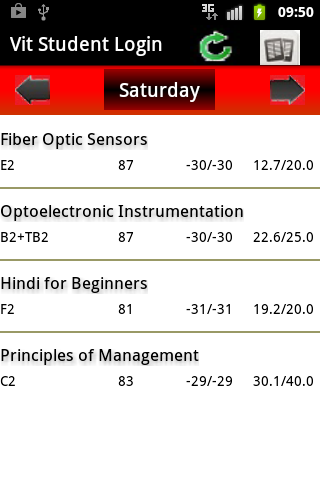 3G 09:50
Vit Student Login
Saturday
Fiber Optic Sensors
E2 87 -30/-30 12.7/20.0
Optoelectronic Instrumentation
B2+TB2 87 -30/-30 22.6/25.0
Hindi for Beginners
F2 81 -31/-31 19.2/20.0
Principles of Management
C2 83 -29/-29 30.1/40.0